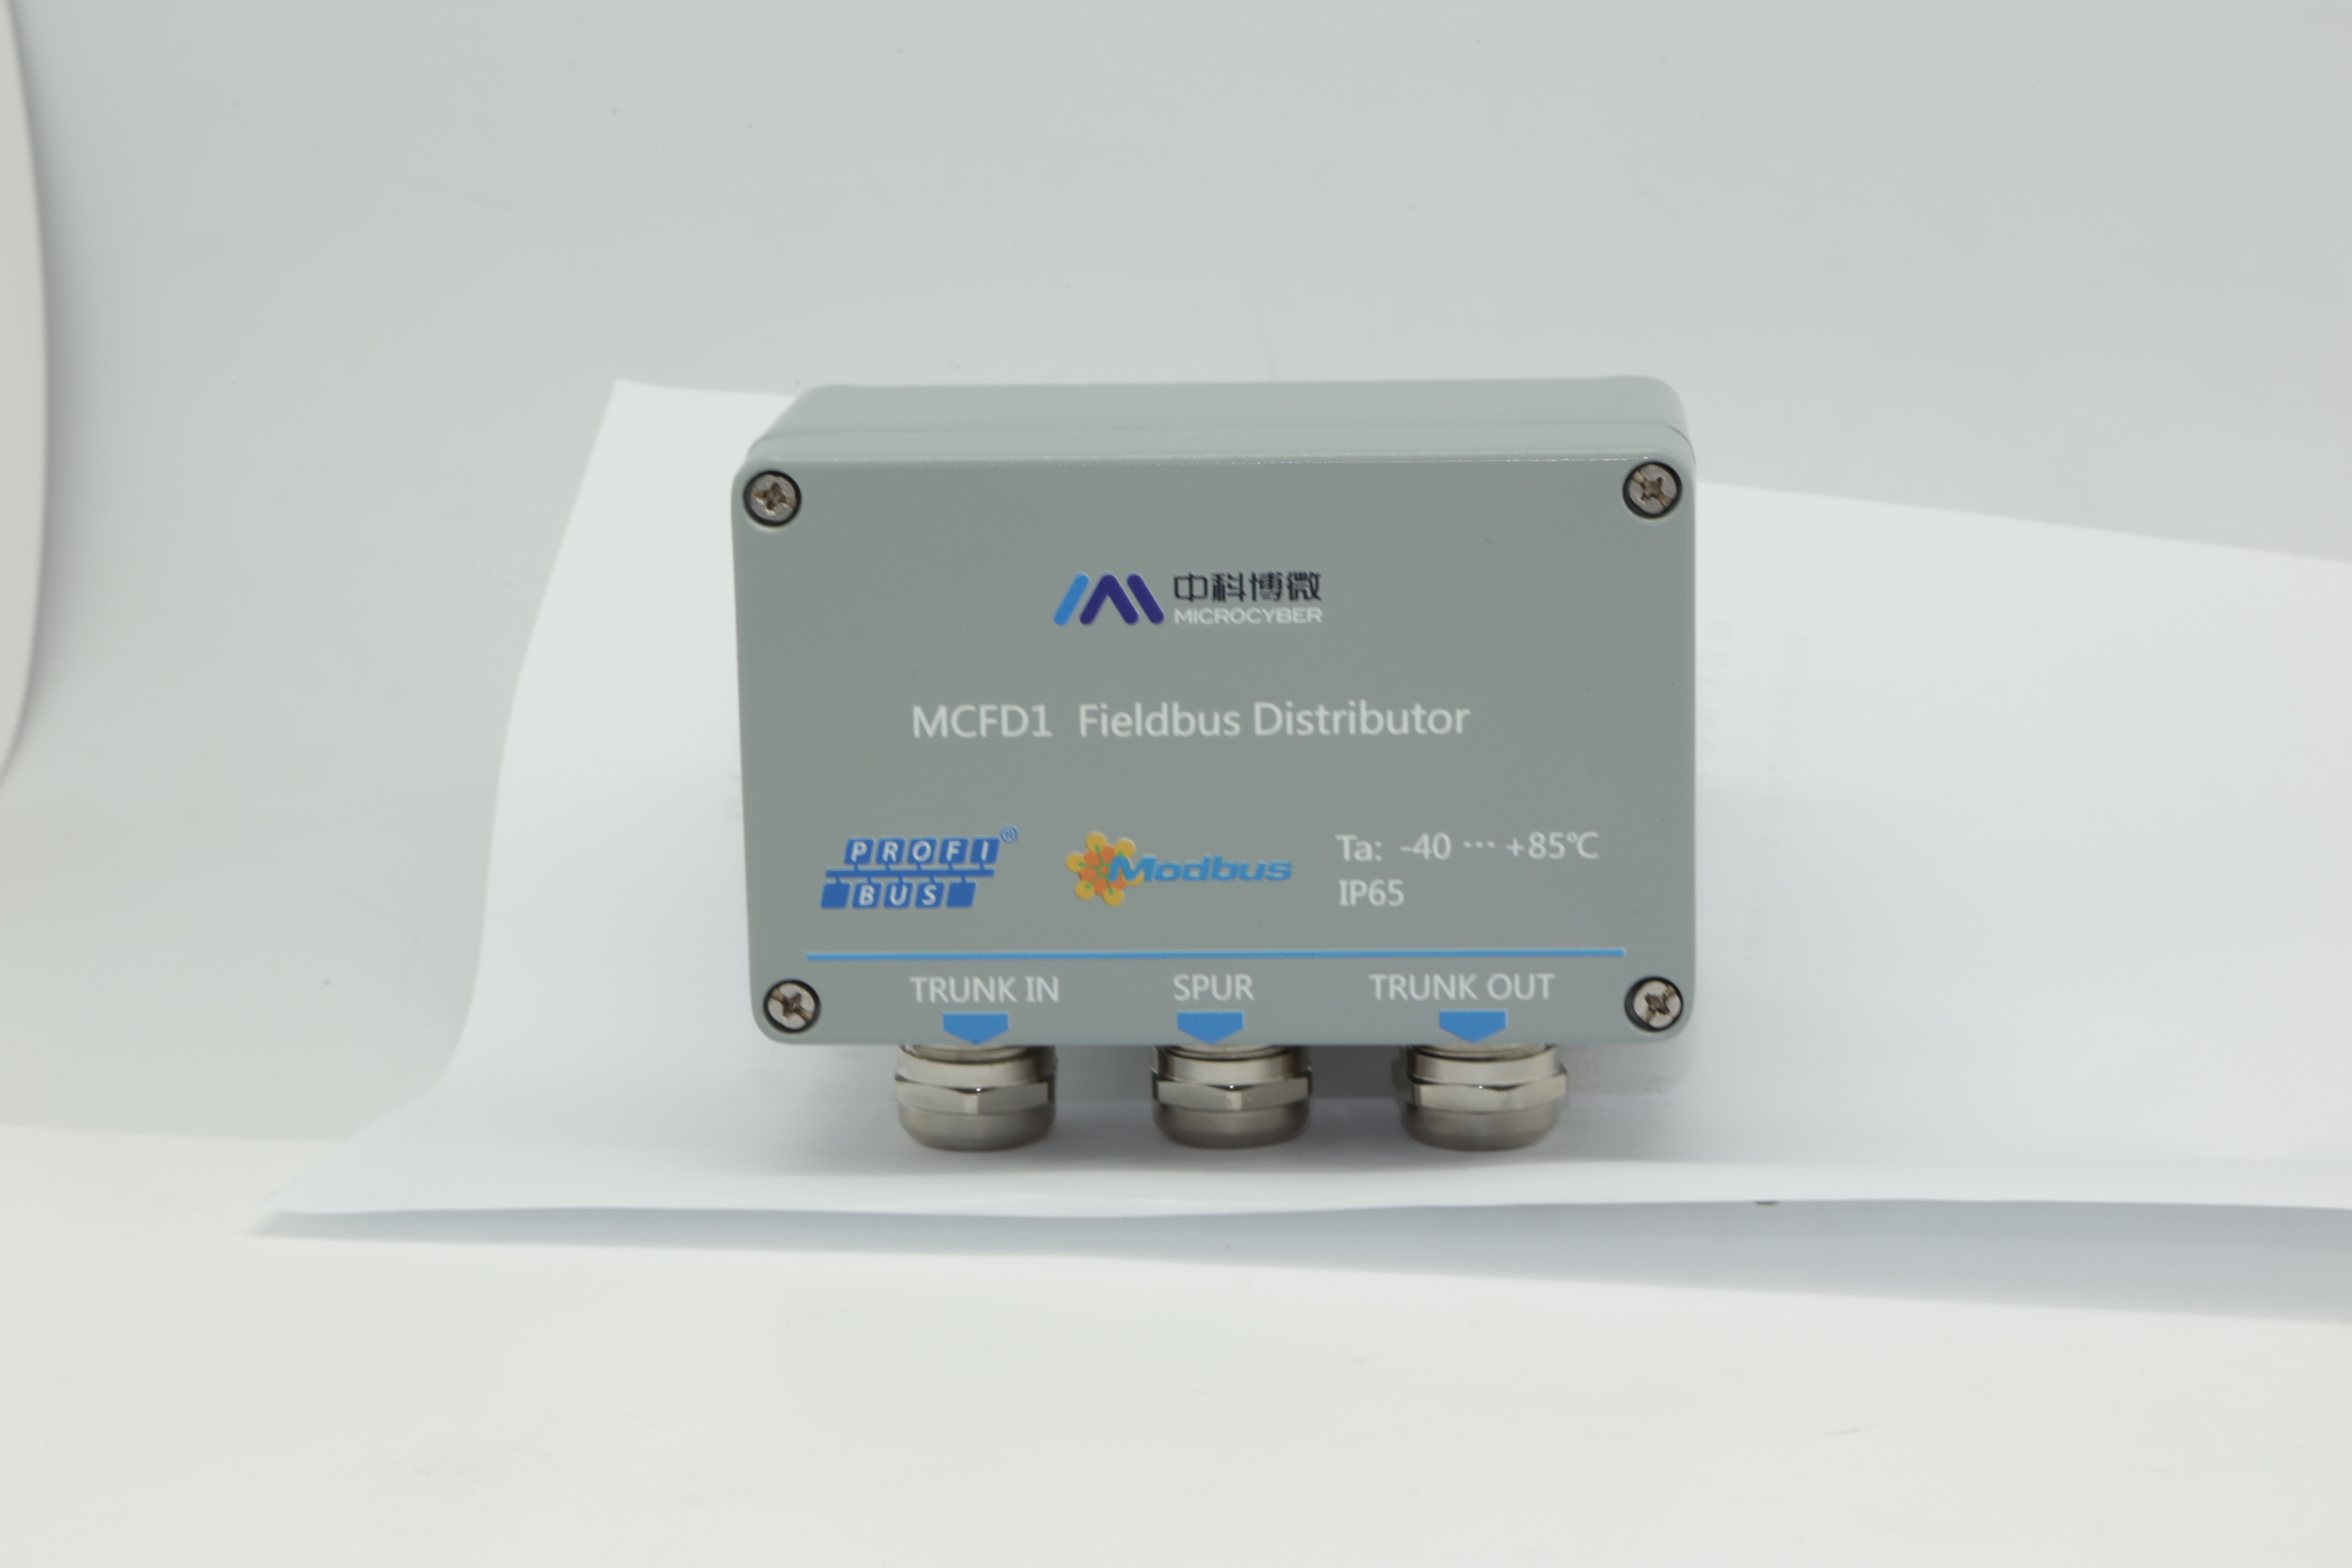 中科博微
MICROCYBER
MCFD1 Fieldbus Distributor
PROFI®
BUS
Modbus
Ta: -40 ··· +85℃
IP65
TRUNK IN
SPUR
TRUNK OUT